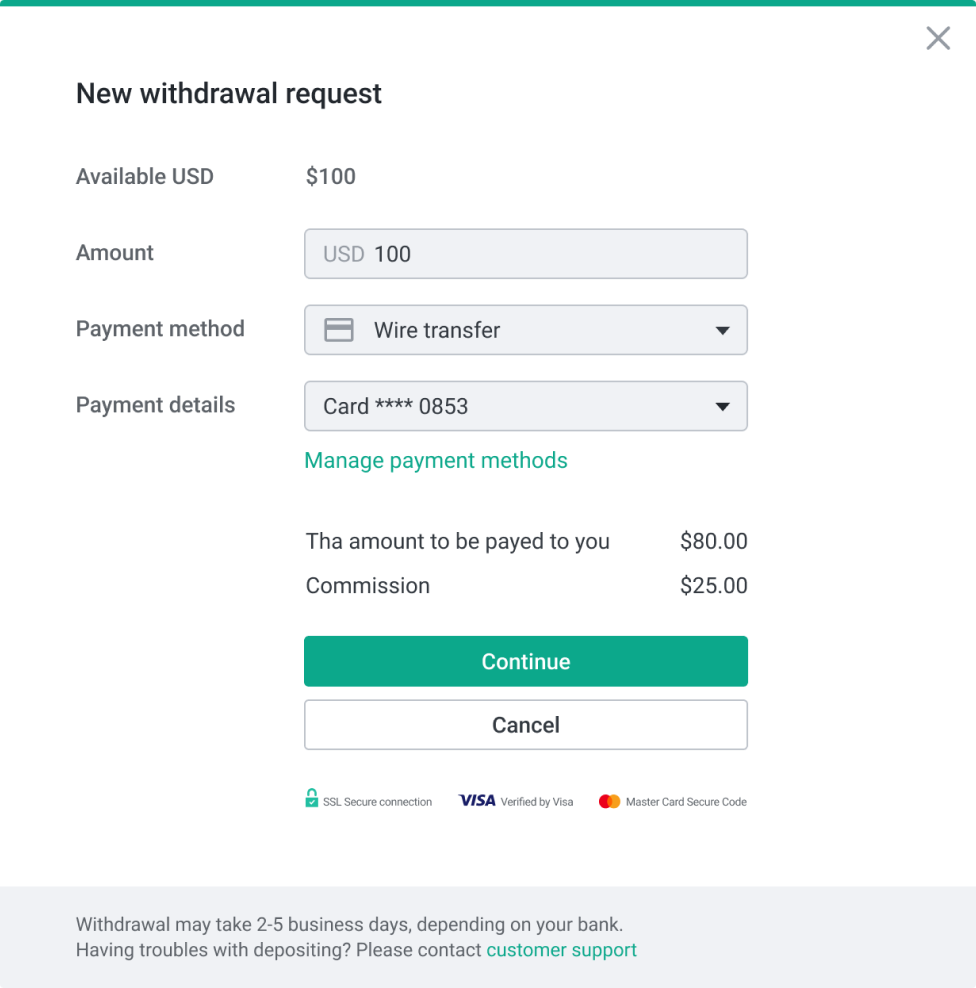 New withdrawal request
Available USD $100
Amount USD 100
Payment method Wire transfer
Payment details Card **** 0853
Manage payment methods
Tha amount to be payed to you $80.00
Commission $25.00
Continue
Cancel
SSL Secure connection VISA Verified by Visa Master Card Secure Code
Withdrawal may take 2-5 business days, depending on your bank.
Having troubles with depositing? Please contact customer support